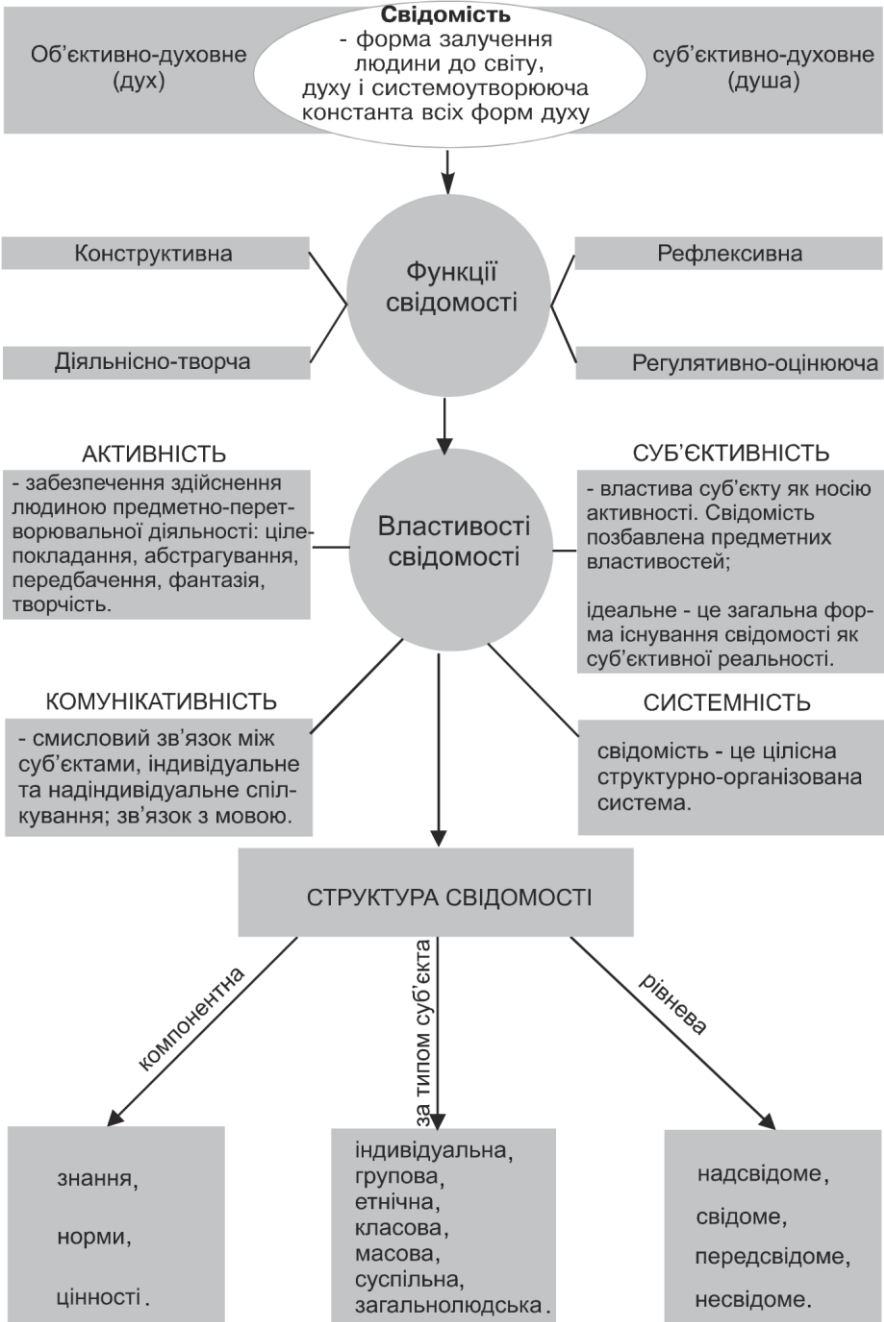 Свідомість
- форма залучення
людини до світу,
духу і системоутворююча
константа всіх форм духу
Об'єктивно-духовне
(дух)
суб'єктивно-духовне
(душа)
Функції
свідомості
Конструктивна
Рефлексивна
Діяльнісно-творча
Регулятивно-оцінююча
Властивості
свідомості
АКТИВНІСТЬ
- забезпечення здійснення
людиною предметно-перет-
ворювальної діяльності: ціле-
покладання, абстрагування,
передбачення, фантазія,
творчість.
СУБ'ЄКТИВНІСТЬ
- властива суб'єкту як носію
активності. Свідомість
позбавлена предметних
властивостей;
ідеальне - це загальна фор-
ма існування свідомості як
суб'єктивної реальності.
КОМУНІКАТИВНІСТЬ
- смисловий зв'язок між
суб'єктами, індивідуальне
та надіндивідуальне спіл-
кування; зв'язок з мовою.
СИСТЕМНІСТЬ
свідомість - це цілісна
структурно-організована
система.
СТРУКТУРА СВІДОМОСТІ
компонентна
за типом суб'єкта
рівнева
знання,
норми,
цінності.
індивідуальна,
групова,
етнічна,
класова,
масова,
суспільна,
загальнолюдська.
надсвідоме,
свідоме,
передсвідоме,
несвідоме.